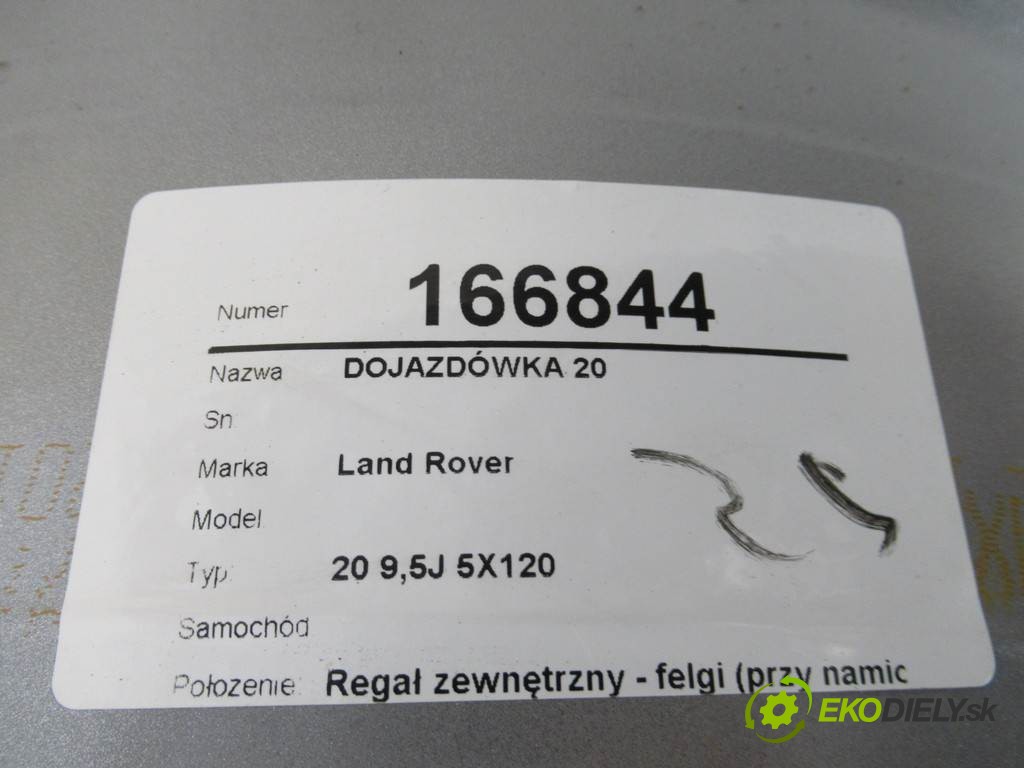 Numer 166844
Nazwa DOJAZDÓWKA 20
Sn
Marka Land Rover
Model
Typ 20 9,5J 5X120
Samochód
Położenie: Regał zewnętrzny - felgi (przy namic
EKODIELY.sk